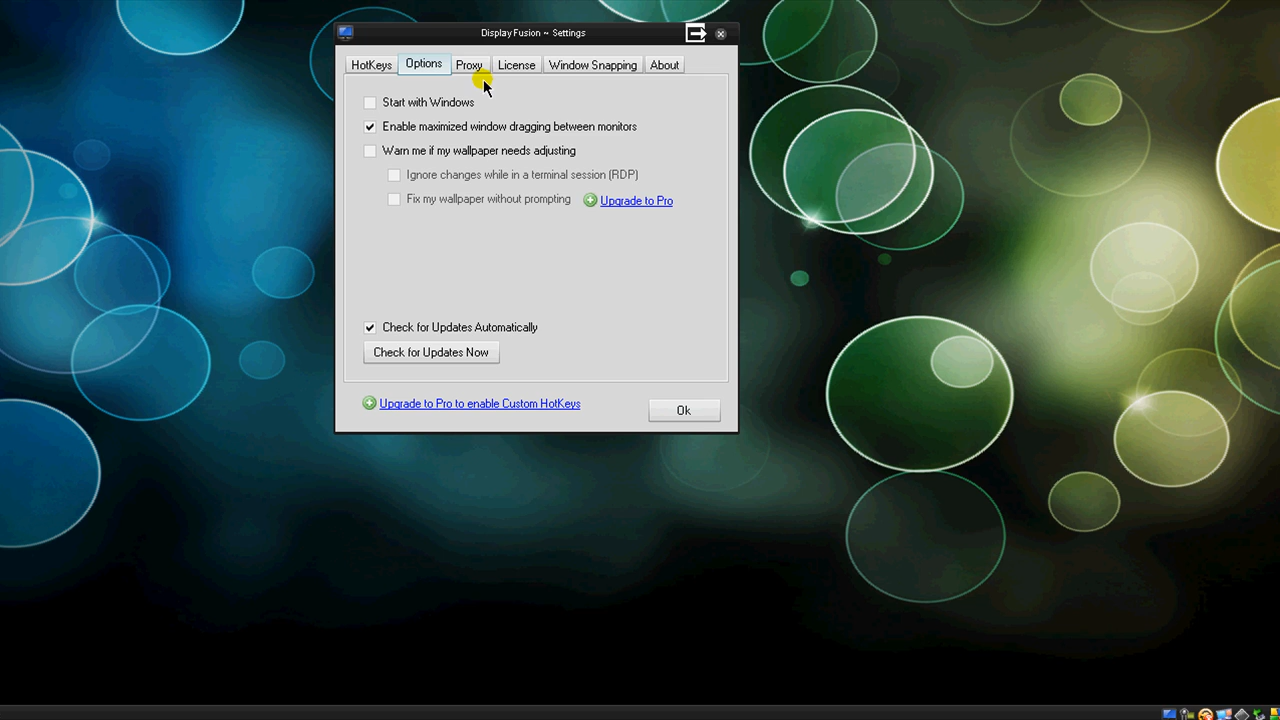 DisplayFusion ~ Settings
HotKeys Options Proxy License Window Snapping About
Start with Windows
Enable maximized window dragging between monitors
Warn me if my wallpaper needs adjusting
Ignore changes while in a terminal session (RDP)
Fix my wallpaper without prompting Upgrade to Pro
Check for Updates Automatically
Check for Updates Now
Upgrade to Pro to enable Custom HotKeys
Ok